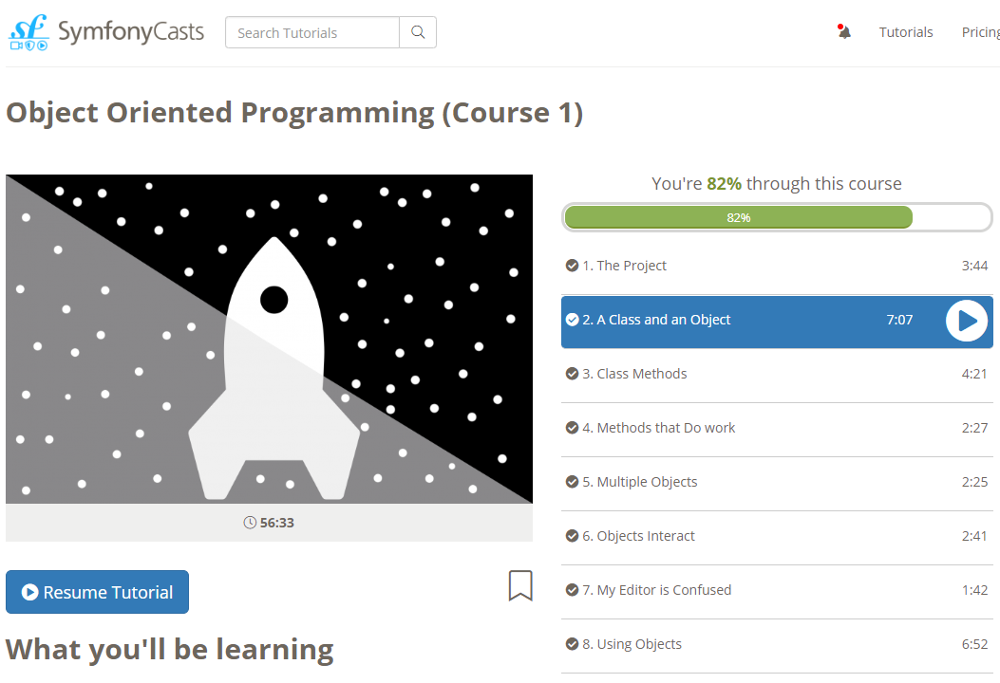 sf SymfonyCasts
Search Tutorials
Tutorials
Pricing
Object Oriented Programming (Course 1)
56:33
Resume Tutorial
What you'll be learning
You're 82% through this course
82%
1. The Project 3:44
2. A Class and an Object 7:07
3. Class Methods 4:21
4. Methods that Do work 2:27
5. Multiple Objects 2:25
6. Objects Interact 2:41
7. My Editor is Confused 1:42
8. Using Objects 6:52